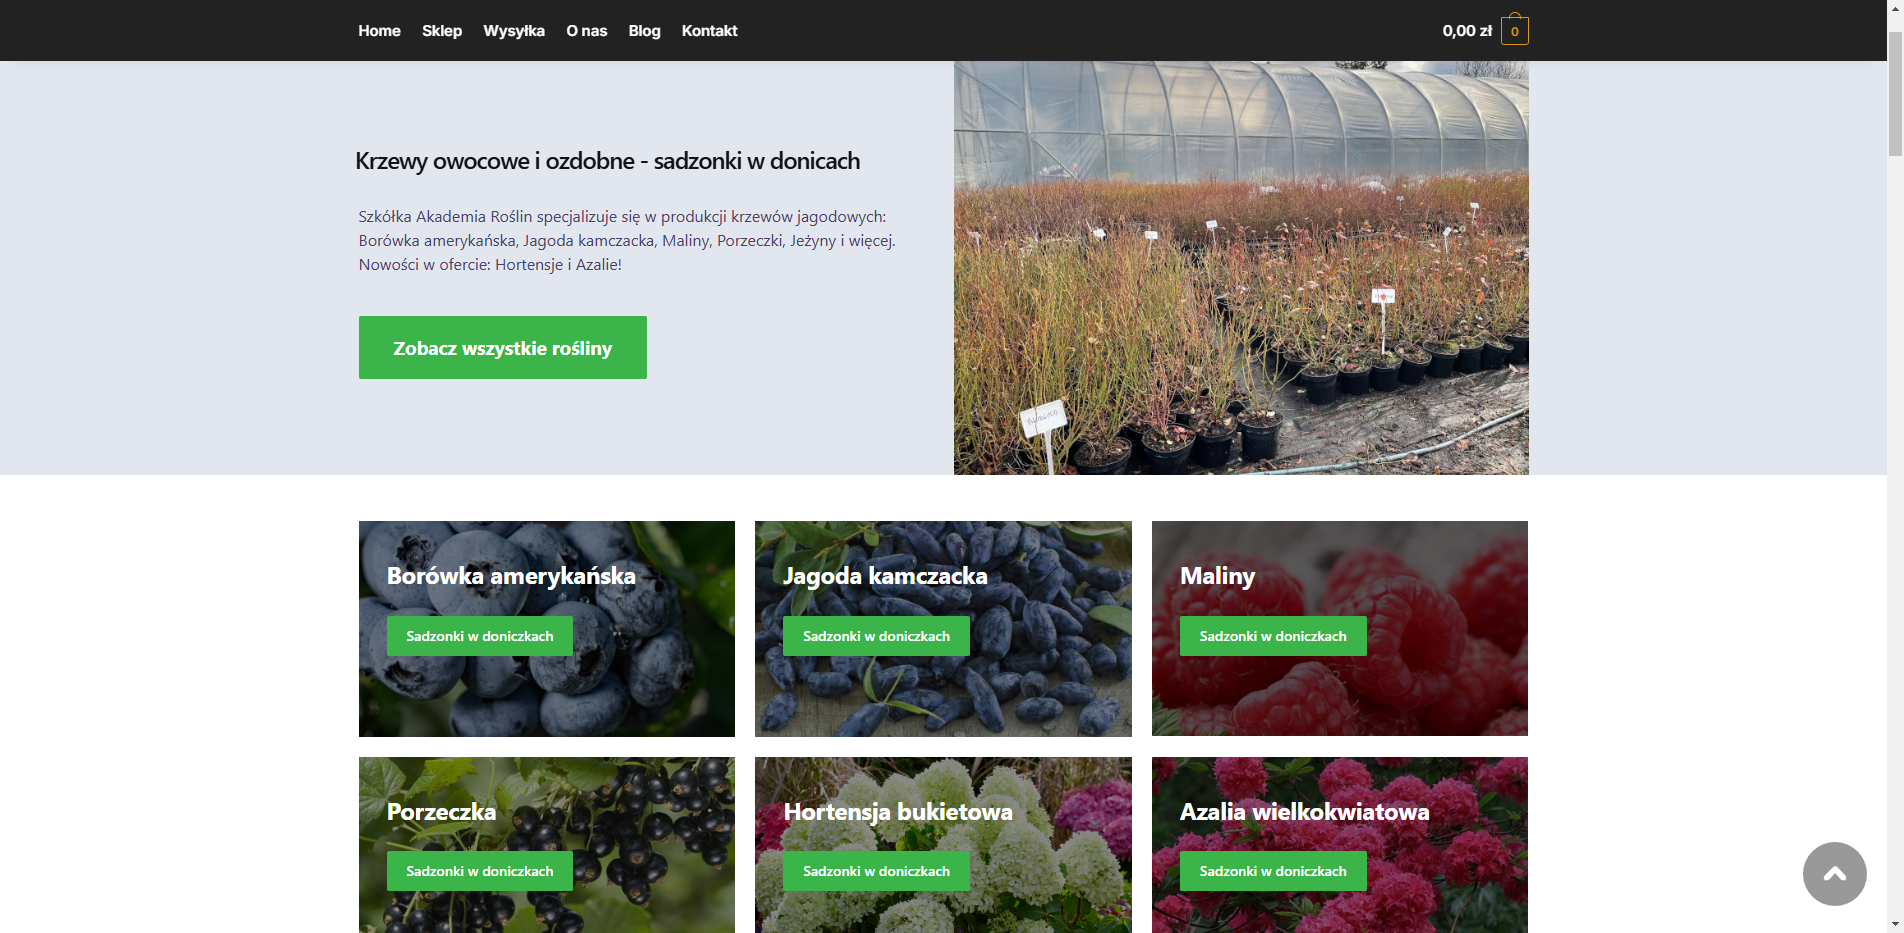 Home Sklep Wysyłka O nas Blog Kontakt 0,00 zł 0
Krzewy owocowe i ozdobne - sadzonki w donicach
Szkółka Akademia Roślin specjalizuje się w produkcji krzewów jagodowych:
Borówka amerykańska, Jagoda kamczacka, Maliny, Porzeczki, Jeżyny i więcej.
Nowości w ofercie: Hortensje i Azalie!
Zobacz wszystkie rośliny
Borówka amerykańska
Sadzonki w doniczkach
Jagoda kamczacka
Sadzonki w doniczkach
Maliny
Sadzonki w doniczkach
Porzeczka
Sadzonki w doniczkach
Hortensja bukietowa
Sadzonki w doniczkach
Azalia wielkokwiatowa
Sadzonki w doniczkach